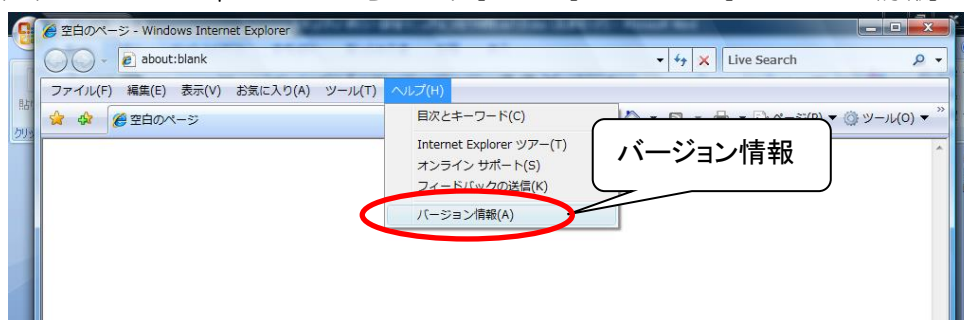 空白のページ - Windows Internet Explorer
about:blank
Live Search
ファイル(F) 編集(E) 表示(V) お気に入り(A) ツール(T) ヘルプ(H)
空白のページ
ページ(P) ツール(O) »
目次とキーワード(C)
Internet Explorer ツアー(T)
オンライン サポート(S)
フィードバックの送信(K)
バージョン情報(A)
バージョン情報